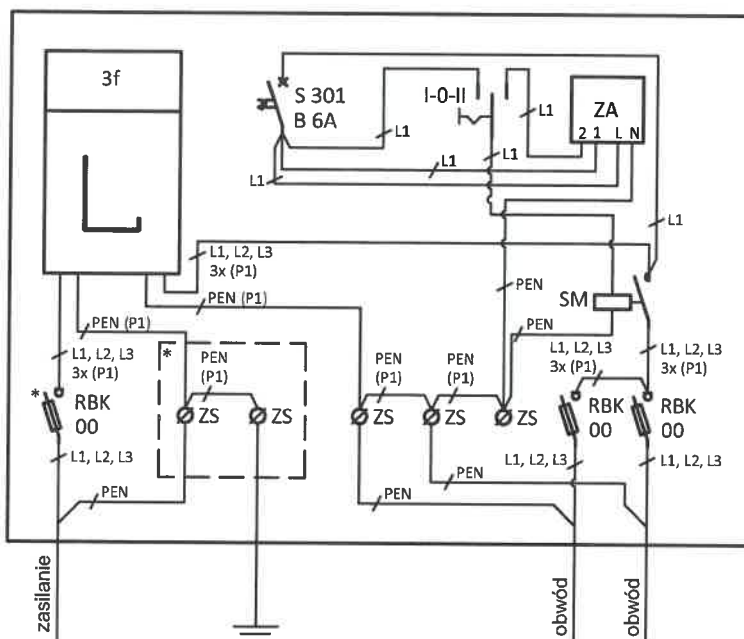 3f
S 301
B 6A
I-0-II
ZA
2 1 L N
L1
L1
L1
L1
L1
L1
L1
L1, L2, L3
3x (P1)
PEN (P1)
PEN
SM
PEN
PEN (P1)
L1, L2, L3
3x (P1)
*
PEN
(P1)
PEN
(P1)
PEN
(P1)
L1, L2, L3
3x (P1)
L1, L2, L3
3x (P1)
*
RBK
00
ZS
ZS
ZS
ZS
ZS
RBK
00
RBK
00
L1, L2, L3
L1, L2, L3
L1, L2, L3
PEN
PEN
PEN
zasilanie
obwód
obwód